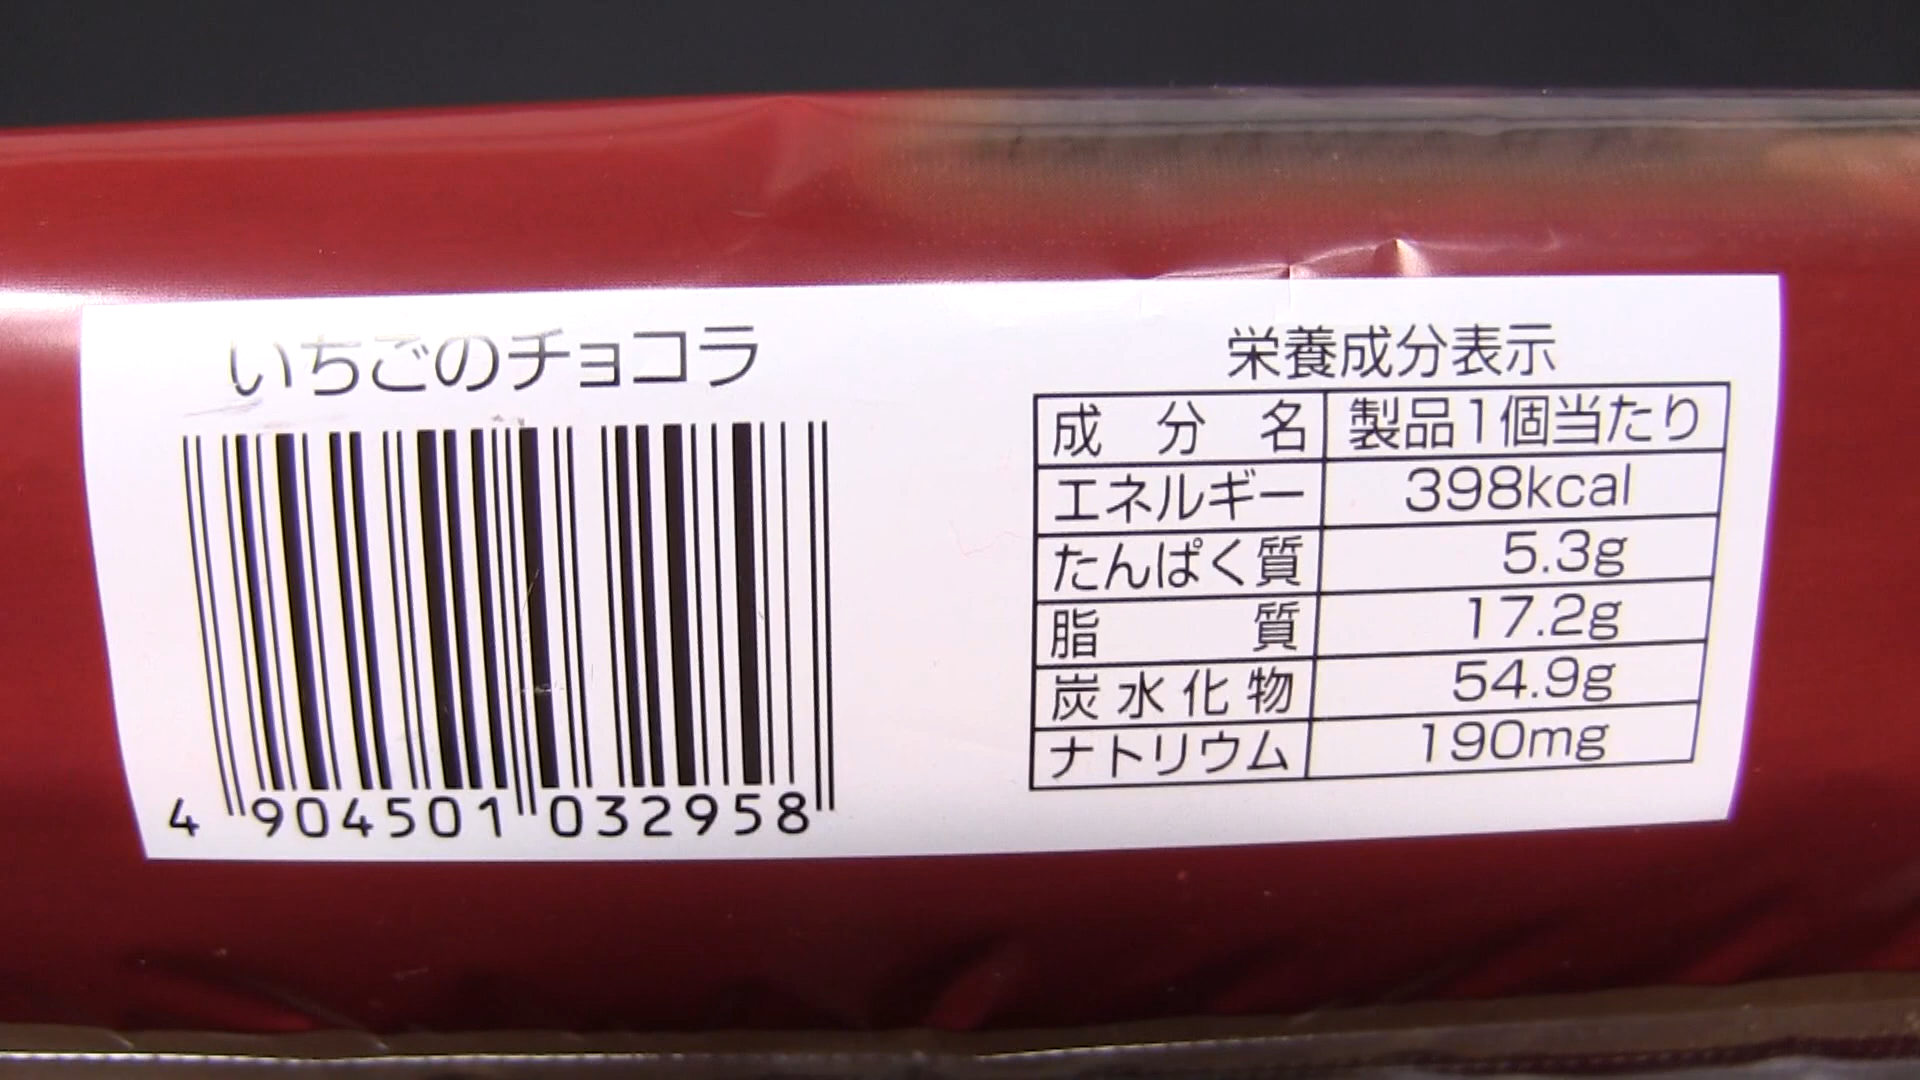 いちごのチョコラ
4 904501 032958
栄養成分表示
成分名 製品1個当たり
エネルギー 398kcal
たんぱく質 5.3g
脂質 17.2g
炭水化物 54.9g
ナトリウム 190mg